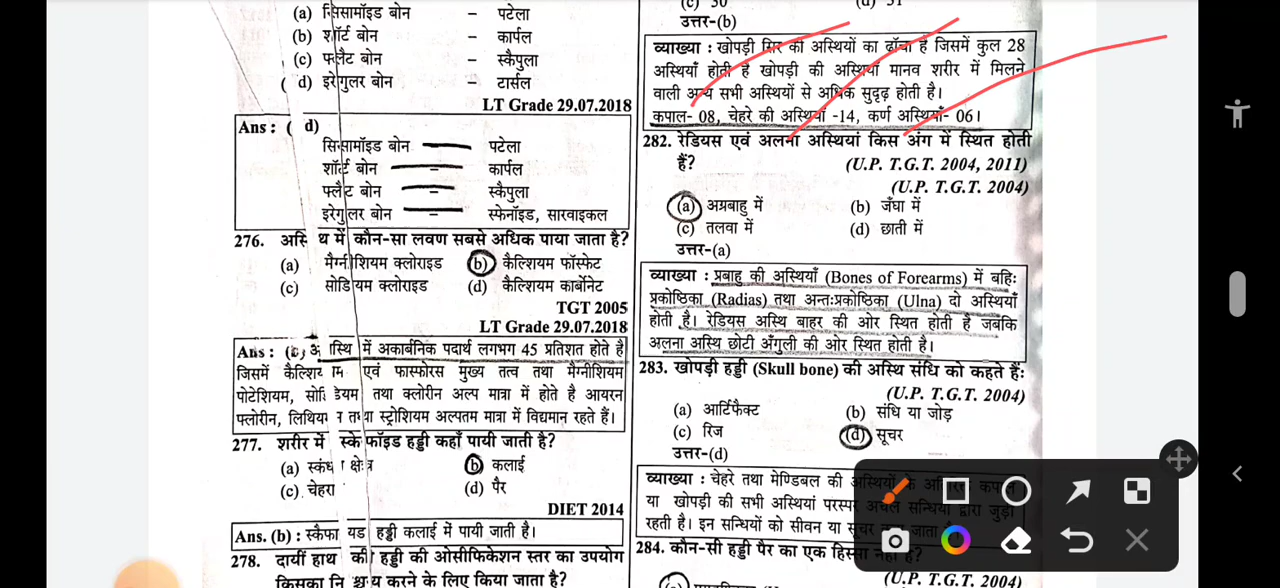 (a) सिसामॉइड बोन – पटेला
(b) शॉर्ट बोन – कार्पल
(c) फ्लैट बोन – स्कैपुला
(d) इरेगुलर बोन – टार्सल
LT Grade 29.07.2018
Ans : (d)
सिसामोइड बोन – पटेला
शॉर्ट बोन – कार्पल
फ्लैट बोन – स्कैपुला
इरेगुलर बोन – स्फेनॉइड, सारवाइकल
276. अस्थि में कौन-सा लवण सबसे अधिक पाया जाता है?
(a) मैग्नीशियम क्लोराइड (b) कैल्शियम फॉस्फेट
(c) सोडियम क्लोराइड (d) कैल्शियम कार्बोनेट
TGT 2005
LT Grade 29.07.2018
Ans : (b) अस्थि में अकार्बनिक पदार्थ लगभग 45 प्रतिशत होते है
जिसमें कैल्शियम एवं फास्फोरस मुख्य तत्व तथा मैग्नीशियम
पोटेशियम, सोडियम तथा क्लोरीन अल्प मात्रा में होते है आयरन
फ्लोरीन, लिथियम तथा स्ट्रोशियम अल्पतम मात्रा में विद्यमान रहते हैं।
277. शरीर में स्केफॉइड हड्डी कहाँ पायी जाती है?
(a) स्कंध क्षेत्र (b) कलाई
(c) चेहरा (d) पैर
DIET 2014
Ans. (b) : स्कैफायड हड्डी कलाई में पायी जाती है।
278. दायीं हाथ की हड्डी की ओसीफिकेशन स्तर का उपयोग
किसका निश्चय करने के लिए किया जाता है?
(c) 30 (d) 31
उत्तर-(b)
व्याख्या : खोपड़ी सिर की अस्थियों का ढाँचा है जिसमें कुल 28
अस्थियाँ होती है खोपड़ी की अस्थियाँ मानव शरीर में मिलने
वाली अन्य सभी अस्थियों से अधिक सुदृढ़ होती है।
कपाल- 08, चेहरे की अस्थियाँ -14, कर्ण अस्थियाँ- 06।
282. रेडियस एवं अलना अस्थियां किस अंग में स्थित होती
हैं? (U.P. T.G.T. 2004, 2011)
(U.P. T.G.T. 2004)
(a) अग्रबाहु में (b) जँघा में
(c) तलवा में (d) छाती में
उत्तर-(a)
व्याख्या : प्रबाहु की अस्थियाँ (Bones of Forearms) में बहिः
प्रकोष्ठिका (Radias) तथा अन्तःप्रकोष्ठिका (Ulna) दो अस्थियाँ
होती है। रेडियस अस्थि बाहर की ओर स्थित होती है जबकि
अलना अस्थि छोटी अँगुली की ओर स्थित होती है।
283. खोपड़ी हड्डी (Skull bone) की अस्थि संधि को कहते हैं:
(U.P. T.G.T. 2004)
(a) आर्टिफैक्ट (b) संधि या जोड़
(c) रिज (d) सूचर
उत्तर-(d)
व्याख्या : चेहरे तथा मेण्डिबल की अस्थियों के अतिरिक्त कपाल
या खोपड़ी की सभी अस्थियां परस्पर अचल सन्धियों द्वारा जुड़ी
रहती है। इन सन्धियों को सीवन या सूचर कहा जाता
284. कौन-सी हड्डी पैर का एक हिस्सा नहीं है?
(U.P. T.G.T. 2004)